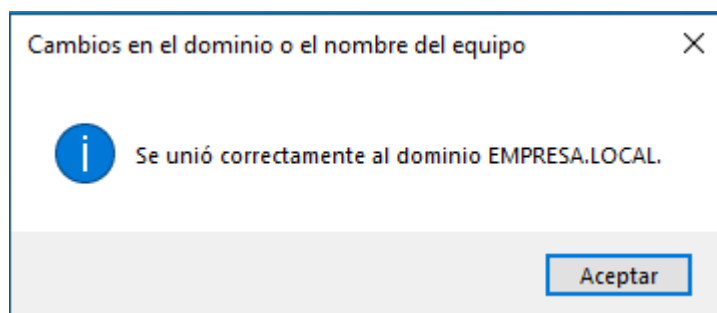 Cambios en el dominio o el nombre del equipo
Se unió correctamente al dominio EMPRESA.LOCAL.
Aceptar